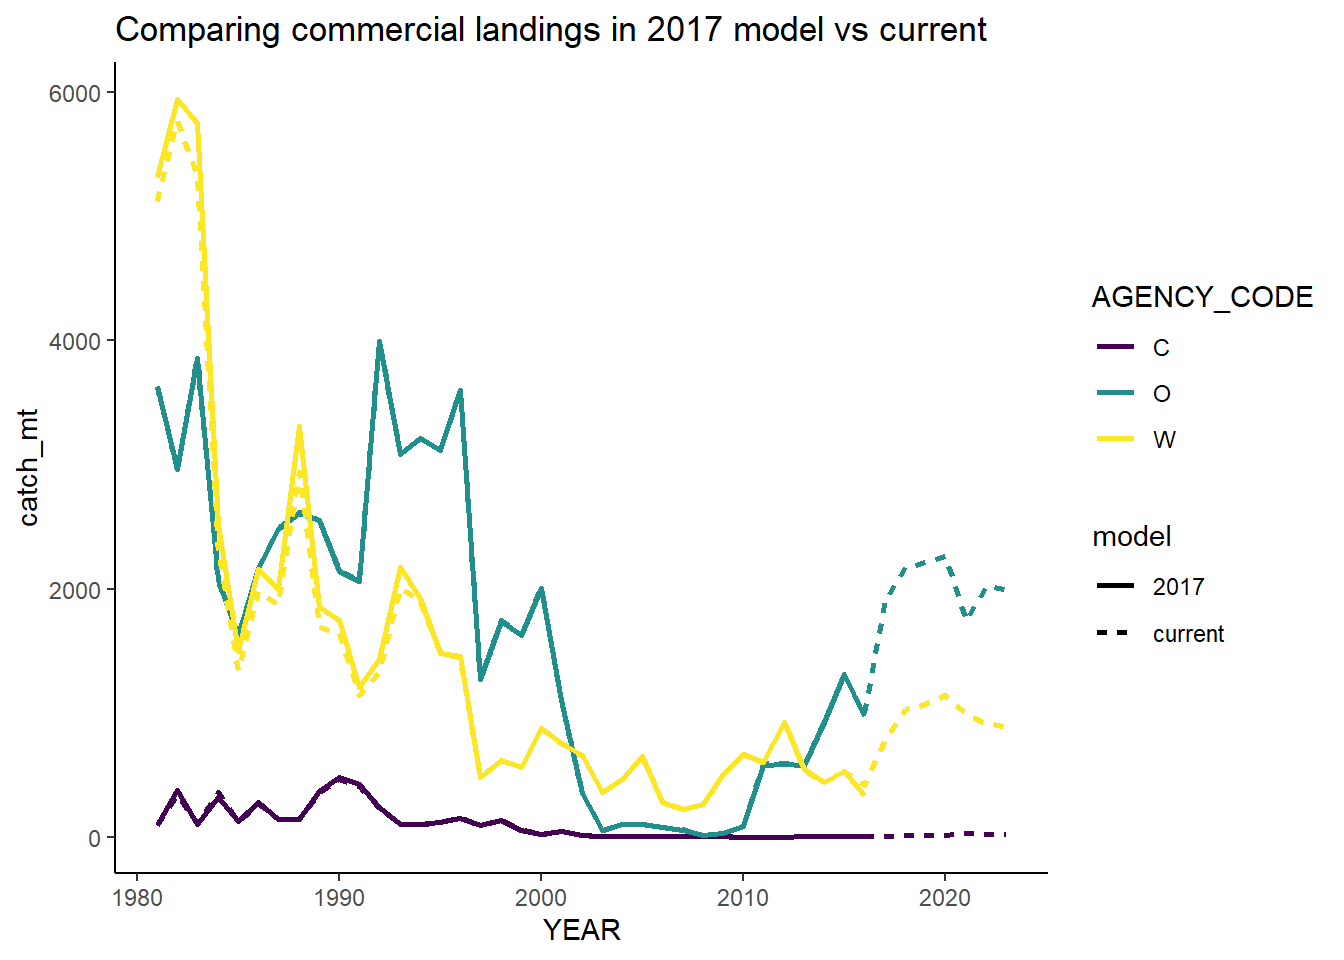 Comparing commercial landings in 2017 model vs current
6000
4000
2000
0
catch_mt
1980
1990
2000
2010
2020
YEAR
AGENCY_CODE
C
O
W
model
2017
current